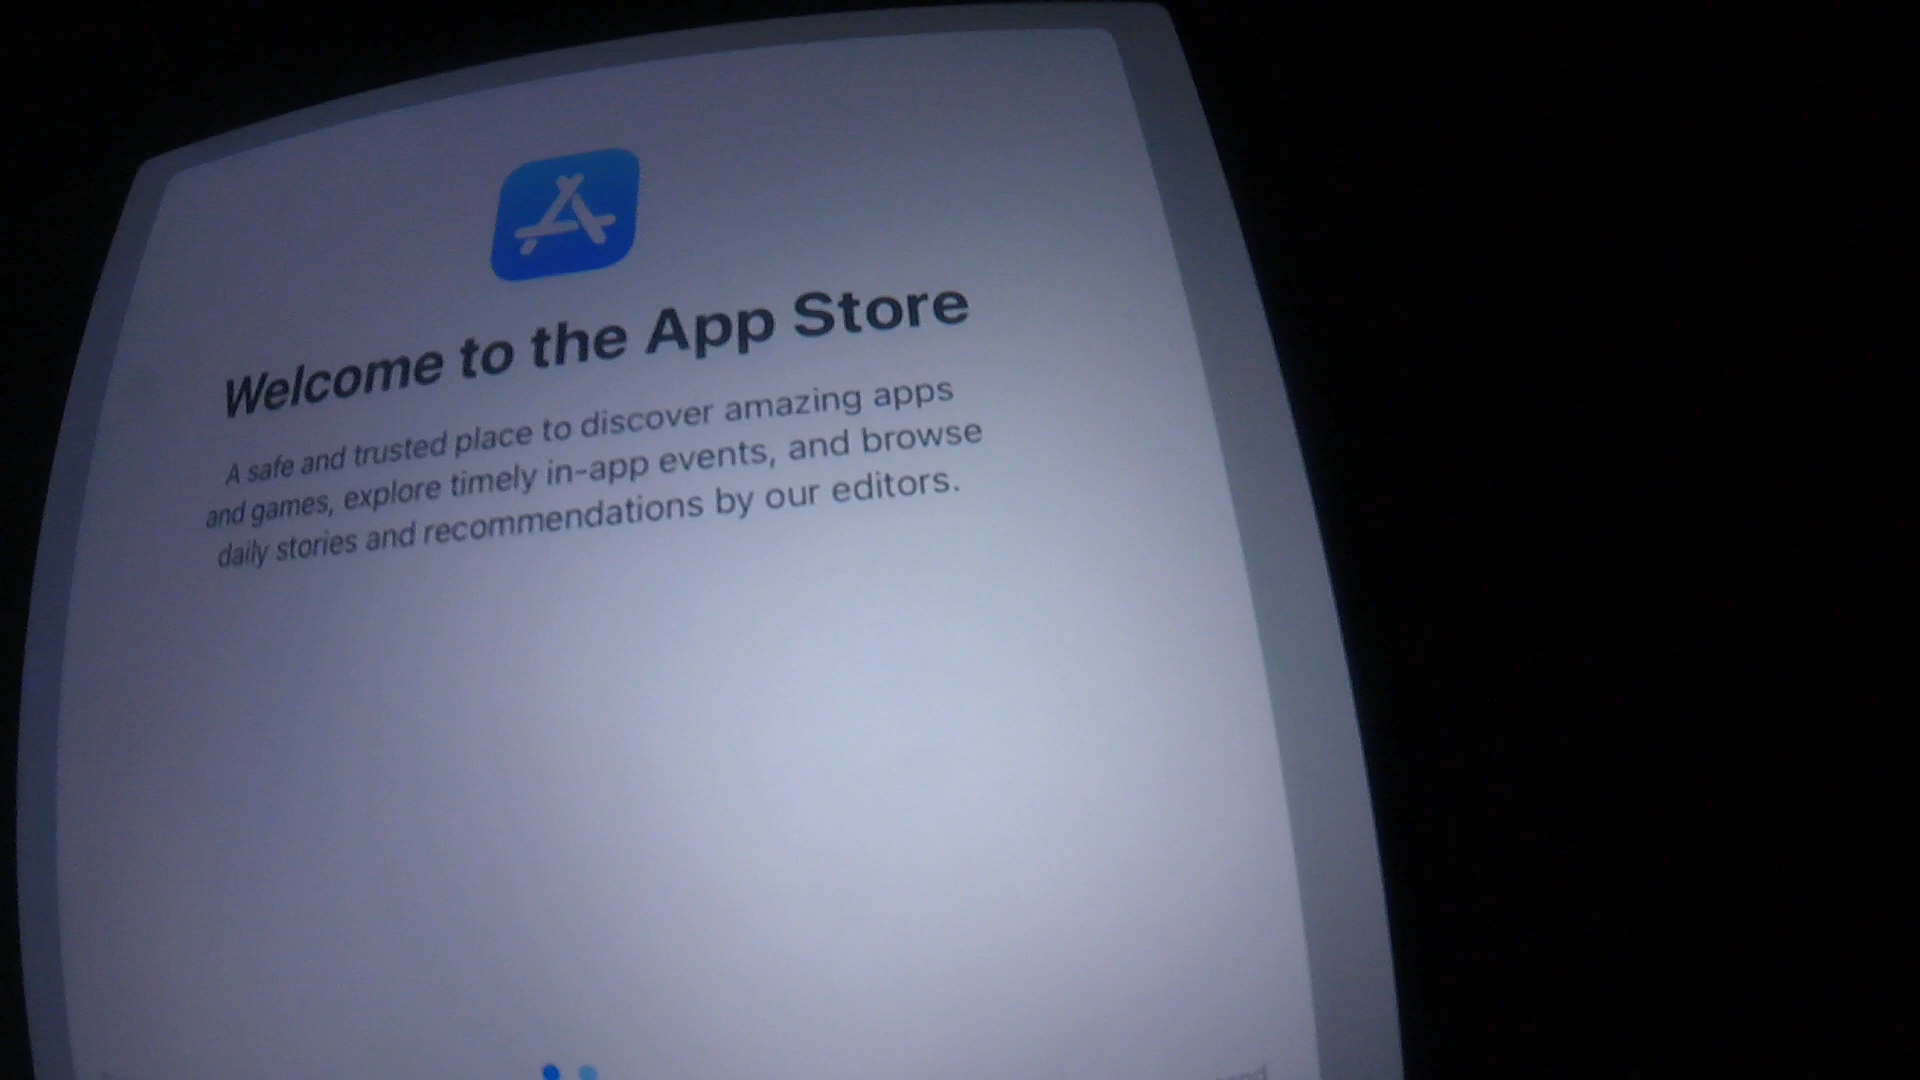 Welcome to the App Store
A safe and trusted place to discover amazing apps
and games, explore timely in-app events, and browse
daily stories and recommendations by our editors.